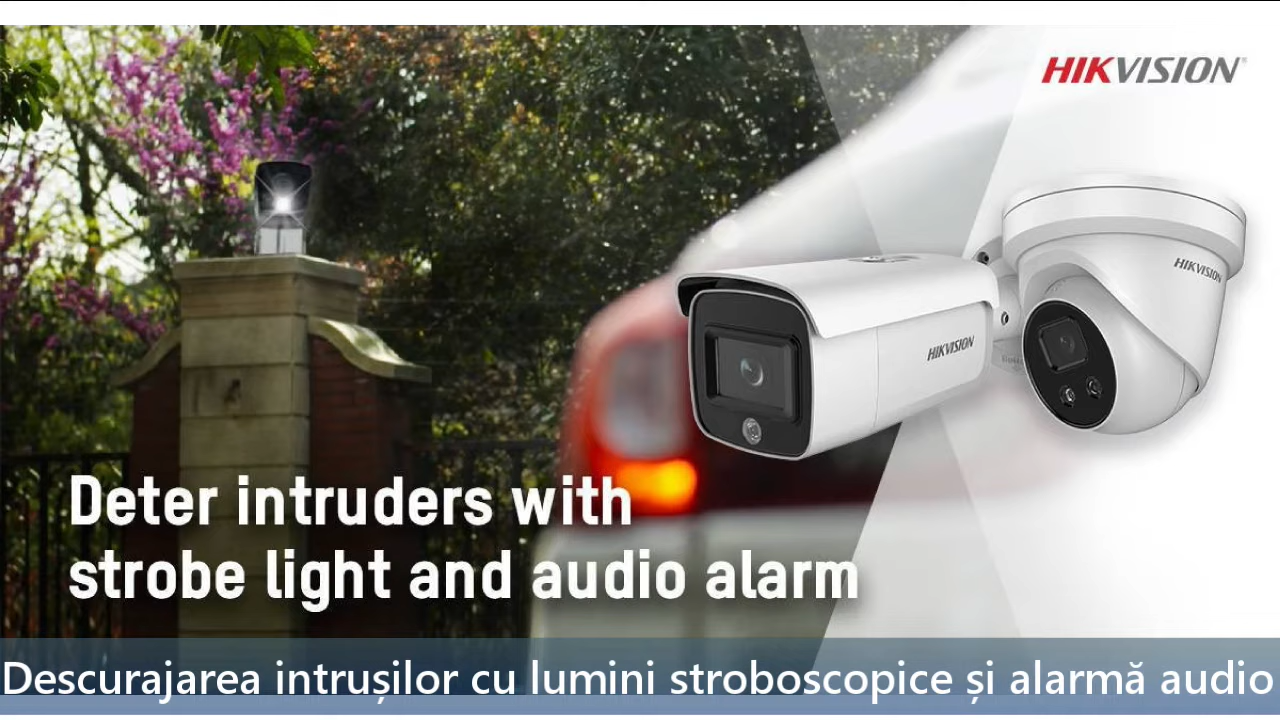 HIKVISION®
HIKVISION
HIKVISION
Deter intruders with
strobe light and audio alarm
Descurajarea intrușilor cu lumini stroboscopice și alarmă audio